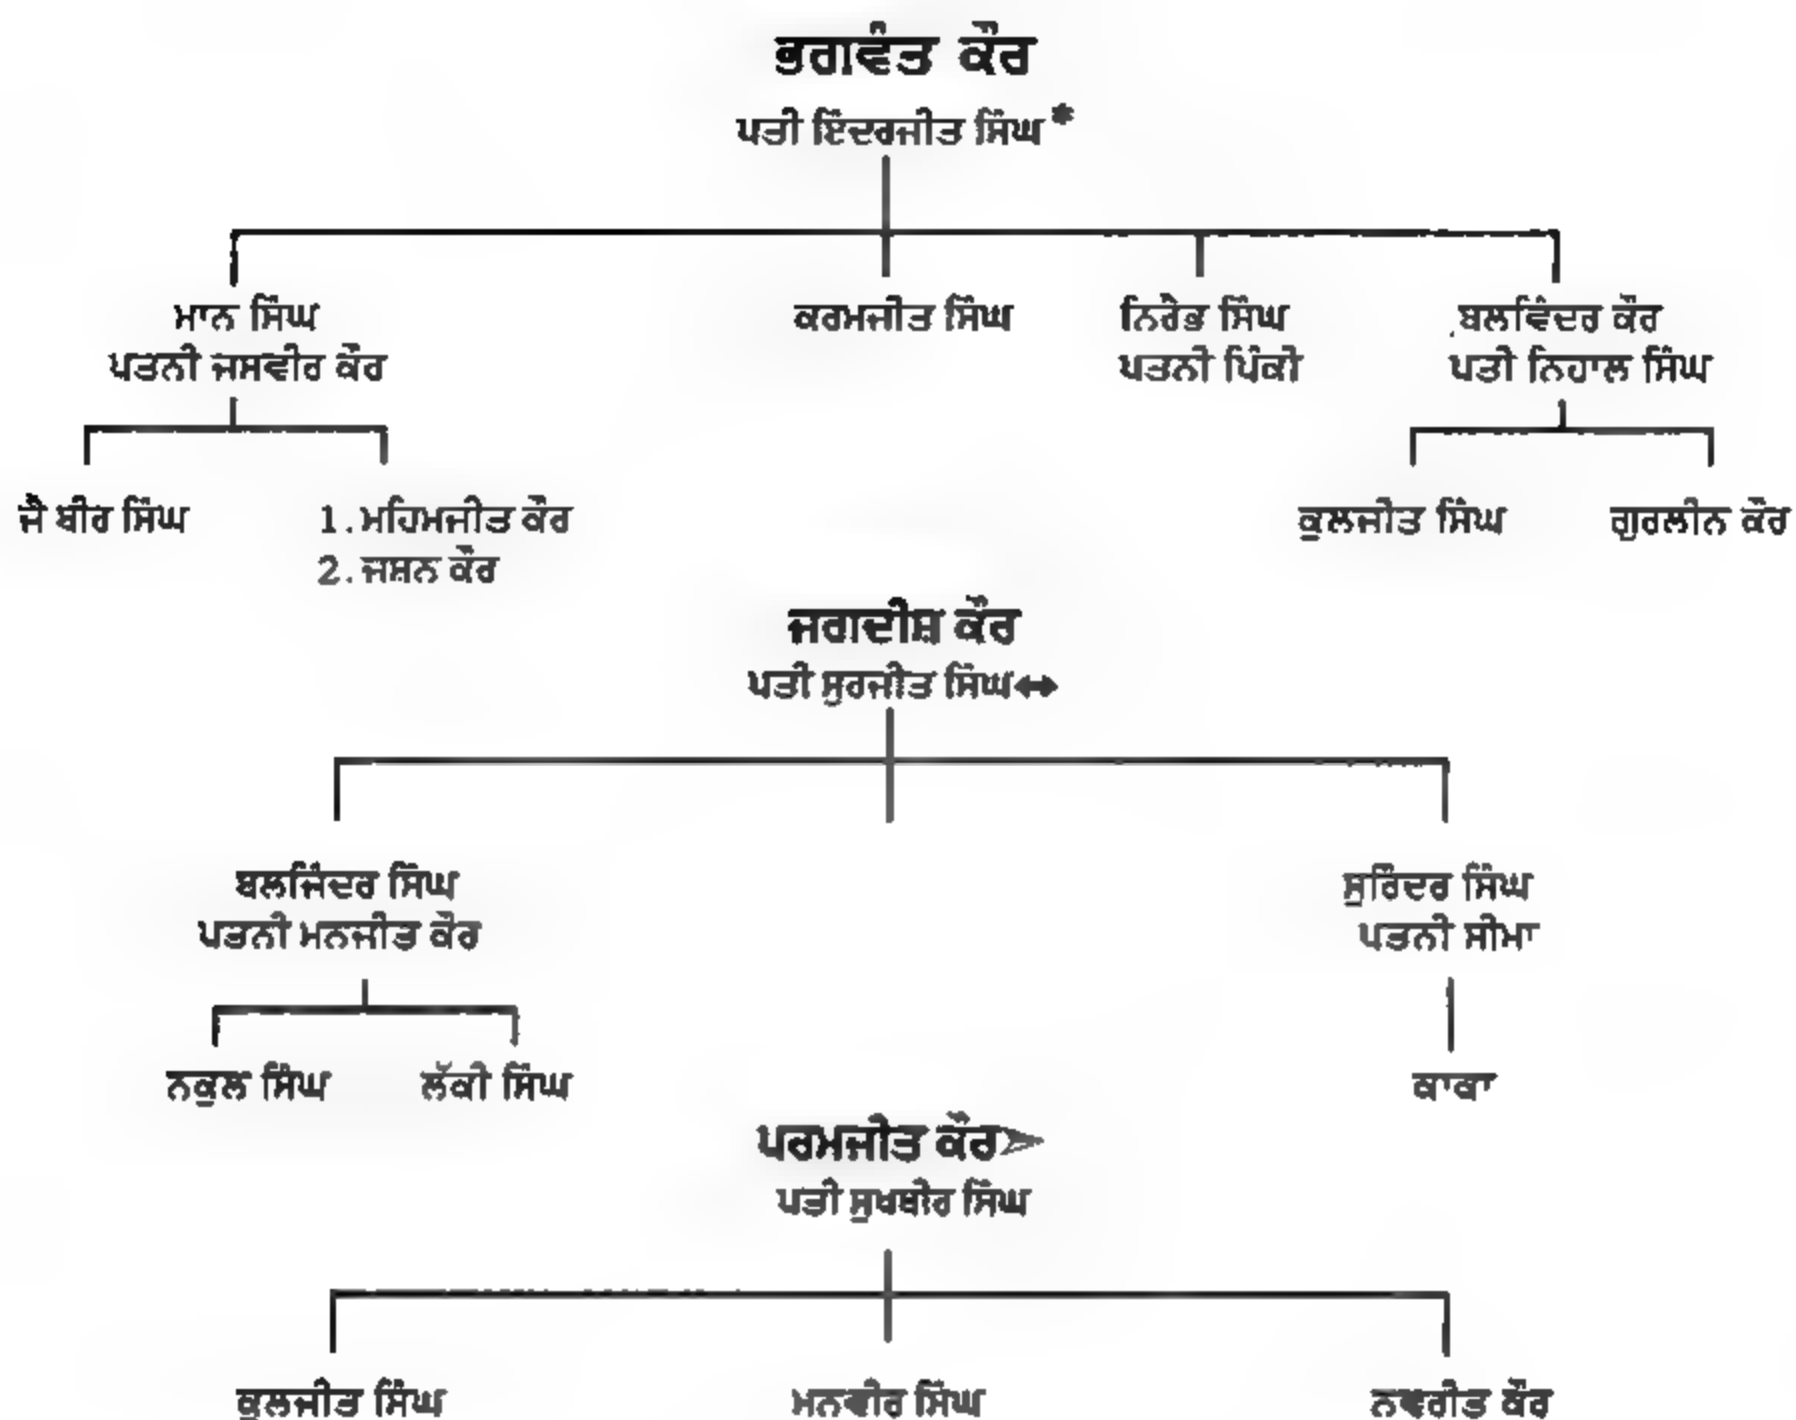 ਭਗਵੰਤ ਕੌਰ
ਪਤੀ ਇੰਦਰਜੀਤ ਸਿੰਘ*
ਮਾਨ ਸਿੰਘ
ਪਤਨੀ ਜਸਵੀਰ ਕੌਰ
ਕਰਮਜੀਤ ਸਿੰਘ
ਨਿਰੈਭ ਸਿੰਘ
ਪਤਨੀ ਪਿੰਕੀ
ਬਲਵਿੰਦਰ ਕੌਰ
ਪਤੀ ਨਿਹਾਲ ਸਿੰਘ
ਜੈ ਬੀਰ ਸਿੰਘ
1.ਮਹਿਮਜੀਤ ਕੌਰ
2.ਜਸ਼ਨ ਕੌਰ
ਕੁਲਜੀਤ ਸਿੰਘ
ਗੁਰਲੀਨ ਕੌਰ
ਜਗਦੀਸ਼ ਕੌਰ
ਪਤੀ ਸੁਰਜੀਤ ਸਿੰਘ↔
ਬਲਜਿੰਦਰ ਸਿੰਘ
ਪਤਨੀ ਮਨਜੀਤ ਕੌਰ
ਸੁਰਿੰਦਰ ਸਿੰਘ
ਪਤਨੀ ਸੀਮਾ
ਨਕੁਲ ਸਿੰਘ
ਲੱਕੀ ਸਿੰਘ
ਕਾਕਾ
ਪਰਮਜੀਤ ਕੌਰ➢
ਪਤੀ ਸੁਖਬੀਰ ਸਿੰਘ
ਕੁਲਜੀਤ ਸਿੰਘ
ਮਨਵੀਰ ਸਿੰਘ
ਨਵਰੀਤ ਕੌਰ